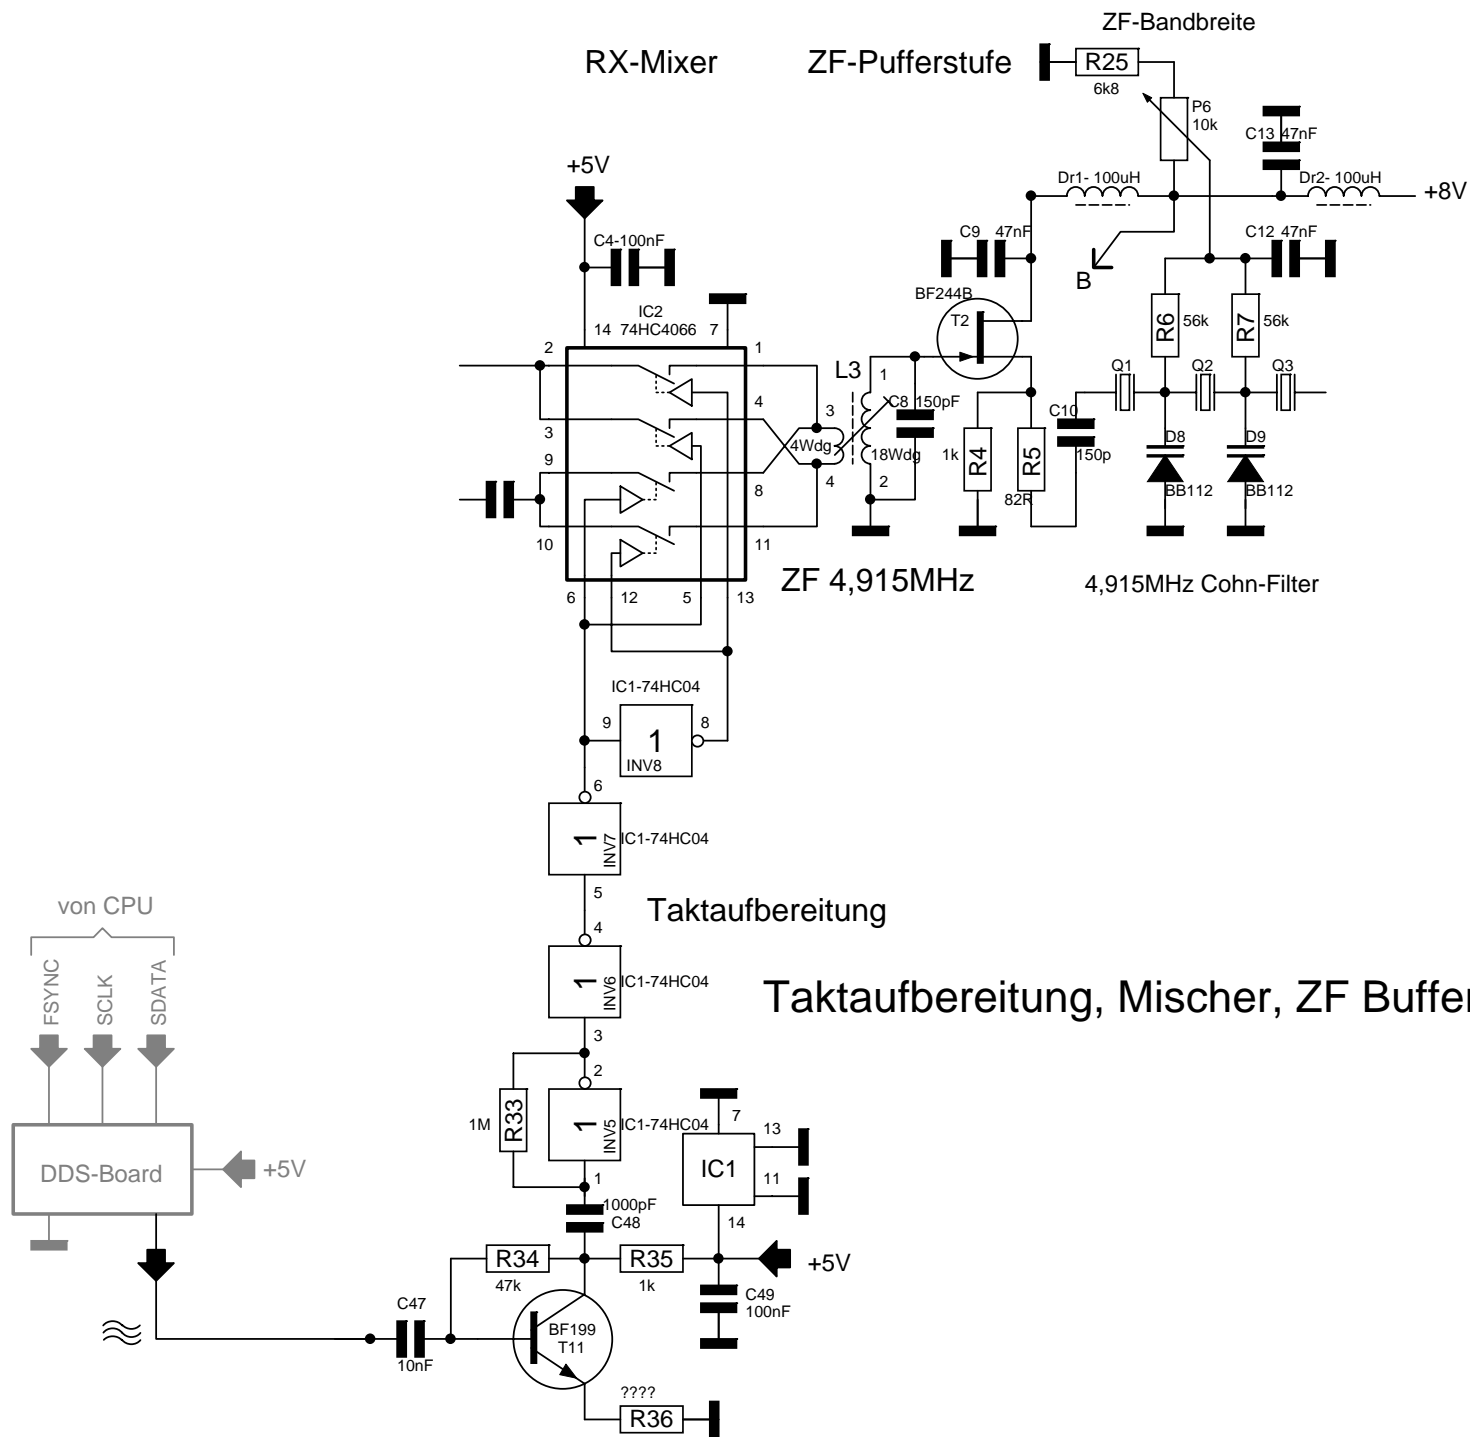 ZF-Bandbreite
RX-Mixer
ZF-Pufferstufe
R25
6k8
P6
10k
C13 47nF
+5V
Dr1- 100uH
Dr2- 100uH
+8V
C4-100nF
C9 47nF
C12 47nF
B
BF244B
T2
IC2
14 74HC4066 7
R6
56k
R7
56k
2
1
L3
1
Q1
Q2
Q3
3
4
3
C8 150pF
C10
4Wdg
18Wdg
1k
R4
R5
150p
D8
D9
9
8
4
2
82R
BB112
BB112
10
11
6
12
5
13
ZF 4,915MHz
4,915MHz Cohn-Filter
IC1-74HC04
9
1
8
INV8
6
1
INV7
IC1-74HC04
5
von CPU
Taktaufbereitung
4
FSYNC
SCLK
SDATA
1
INV6
IC1-74HC04
Taktaufbereitung, Mischer, ZF Buffer
3
2
1M
R33
1
INV5
IC1-74HC04
7
13
DDS-Board
+5V
IC1
11
1
1000pF
C48
14
R34
47k
R35
1k
+5V
C49
100nF
C47
10nF
BF199
T11
????
R36